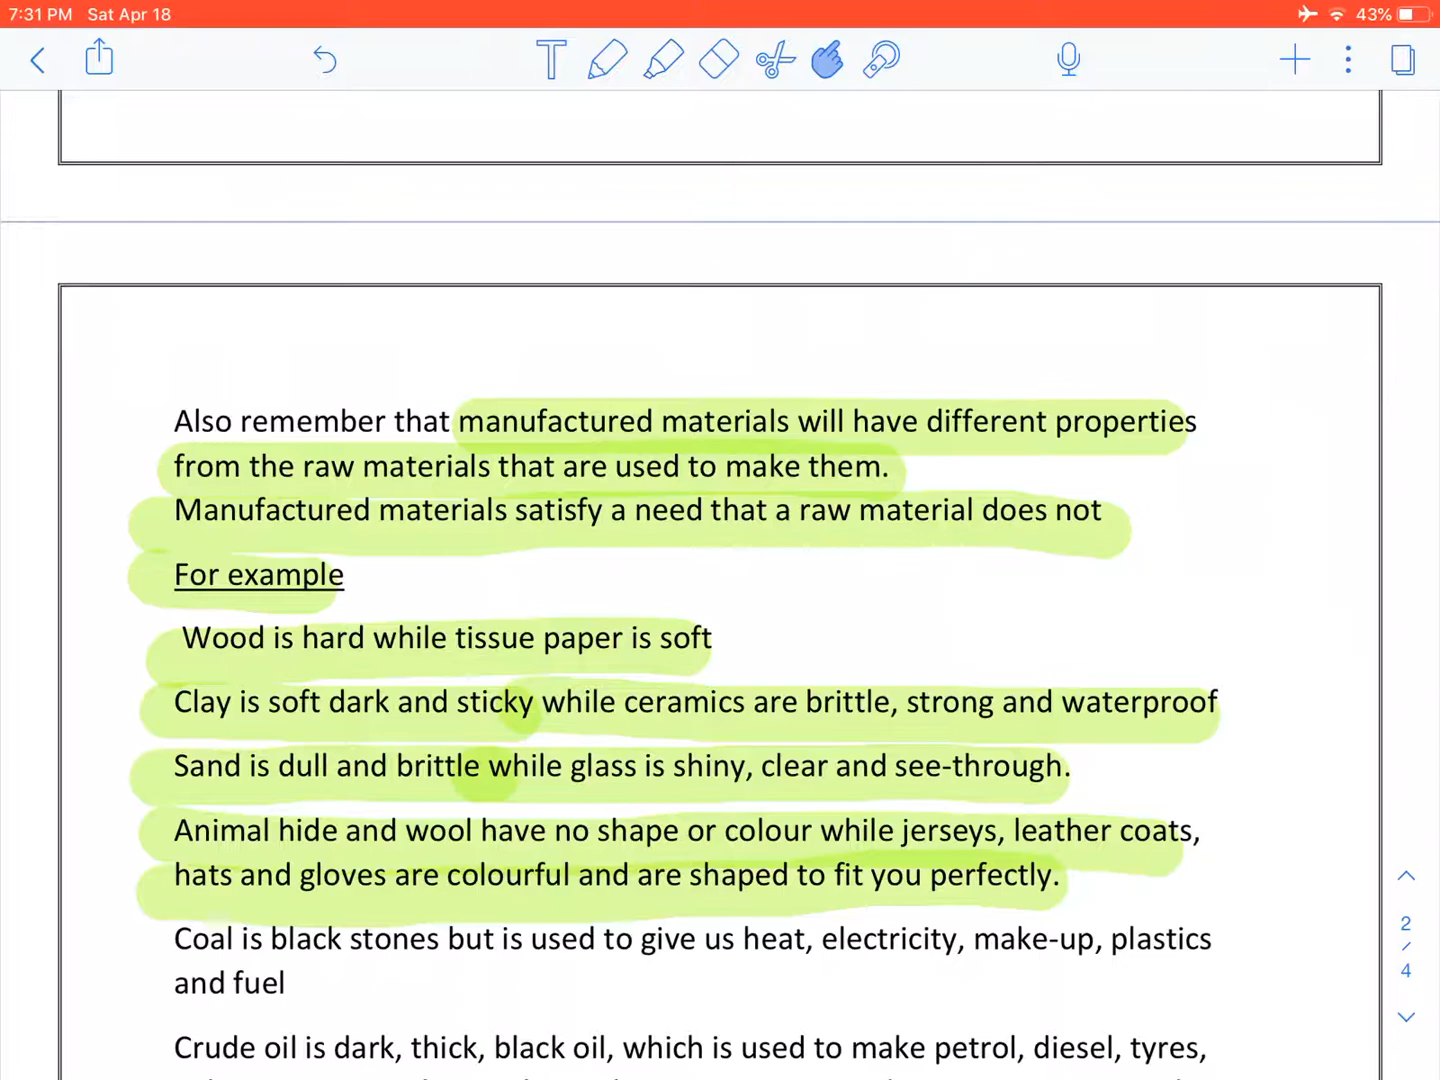 7:31 PM Sat Apr 18 43%
Also remember that manufactured materials will have different properties
from the raw materials that are used to make them.
Manufactured materials satisfy a need that a raw material does not
For example
Wood is hard while tissue paper is soft
Clay is soft dark and sticky while ceramics are brittle, strong and waterproof
Sand is dull and brittle while glass is shiny, clear and see-through.
Animal hide and wool have no shape or colour while jerseys, leather coats,
hats and gloves are colourful and are shaped to fit you perfectly.
Coal is black stones but is used to give us heat, electricity, make-up, plastics
and fuel
Crude oil is dark, thick, black oil, which is used to make petrol, diesel, tyres,
2
/
4